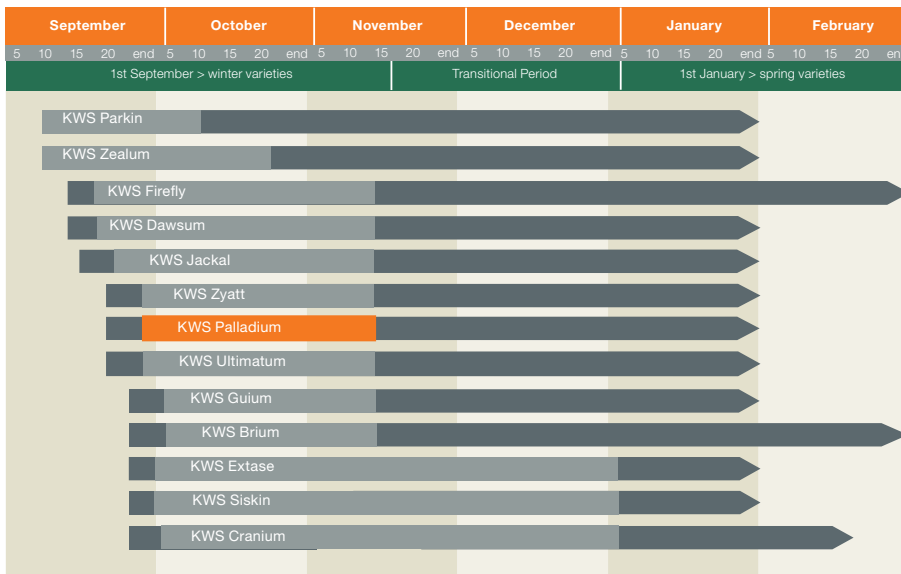 September October November December January February
5 10 15 20 end 5 10 15 20 end 5 10 15 20 end 5 10 15 20 end 5 10 15 20 end 5 10 15 20 en
1st September > winter varieties Transitional Period 1st January > spring varieties
KWS Parkin
KWS Zealum
KWS Firefly
KWS Dawsum
KWS Jackal
KWS Zyatt
KWS Palladium
KWS Ultimatum
KWS Guium
KWS Brium
KWS Extase
KWS Siskin
KWS Cranium